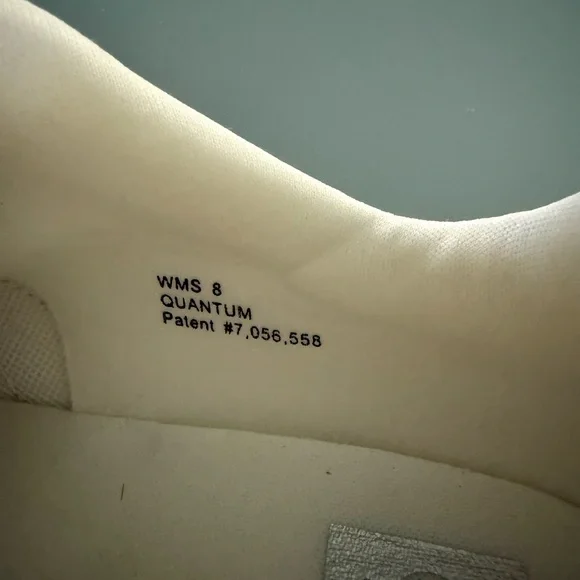 WMS 8
QUANTUM
Patent #7,056,558